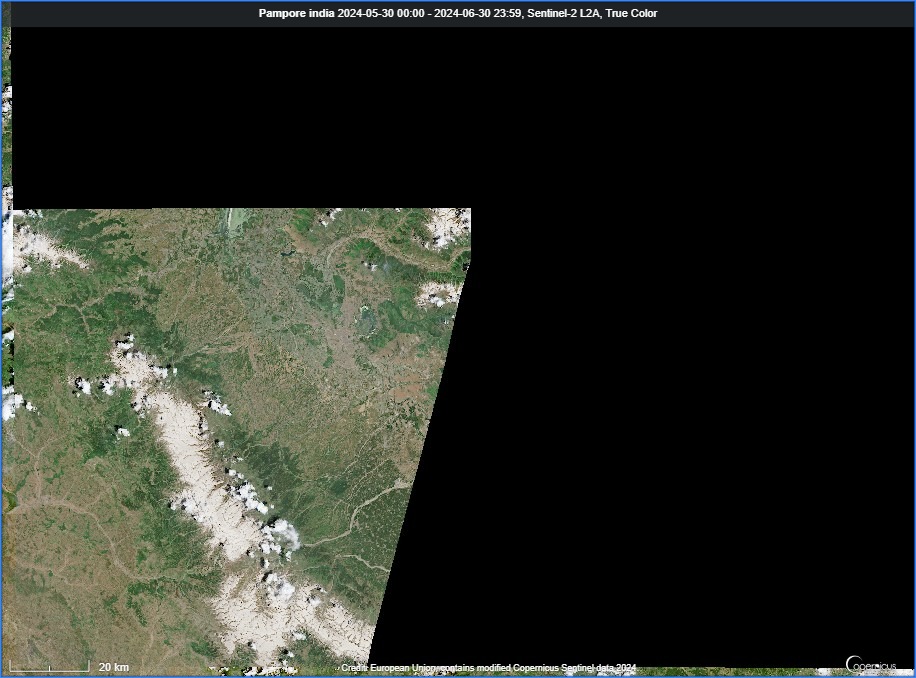 Pampore india 2024-05-30 00:00 - 2024-06-30 23:59, Sentinel-2 L2A, True Color
20 km
Credit: European Union, contains modified Copernicus Sentinel data 2024
Copernicus